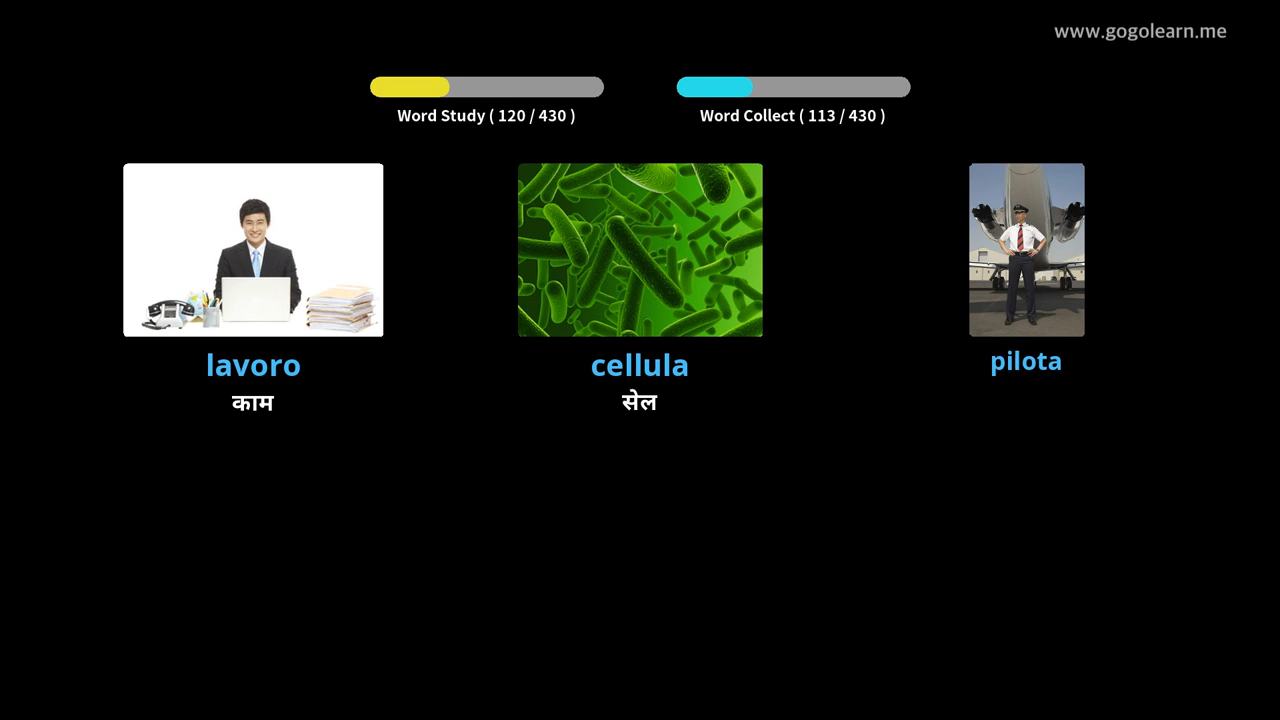 www.gogolearn.me
Word Study ( 120 / 430 )
Word Collect ( 113 / 430 )
lavoro
काम
cellula
सेल
pilota